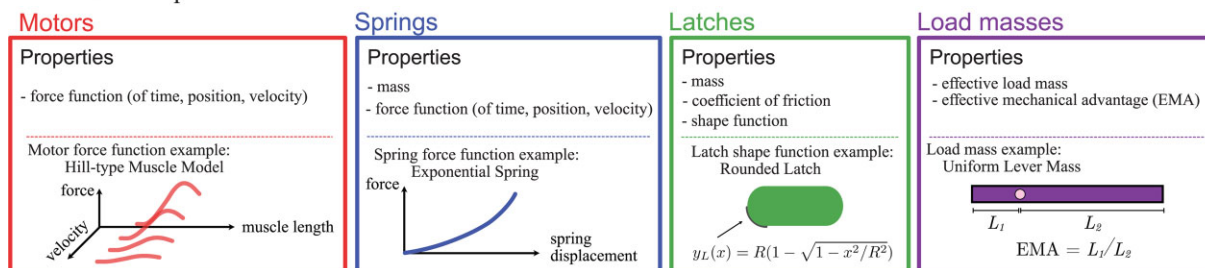 Motors
Properties
- force function (of time, position, velocity)
Motor force function example:
Hill-type Muscle Model
force
velocity
muscle length
Springs
Properties
- mass
- force function (of time, position, velocity)
Spring force function example:
Exponential Spring
force
spring
displacement
Latches
Properties
- mass
- coefficient of friction
- shape function
Latch shape function example:
Rounded Latch
y_L(x) = R(1 - √(1 - x²/R²))
Load masses
Properties
- effective load mass
- effective mechanical advantage (EMA)
Load mass example:
Uniform Lever Mass
L₁ L₂
EMA = L₁/L₂